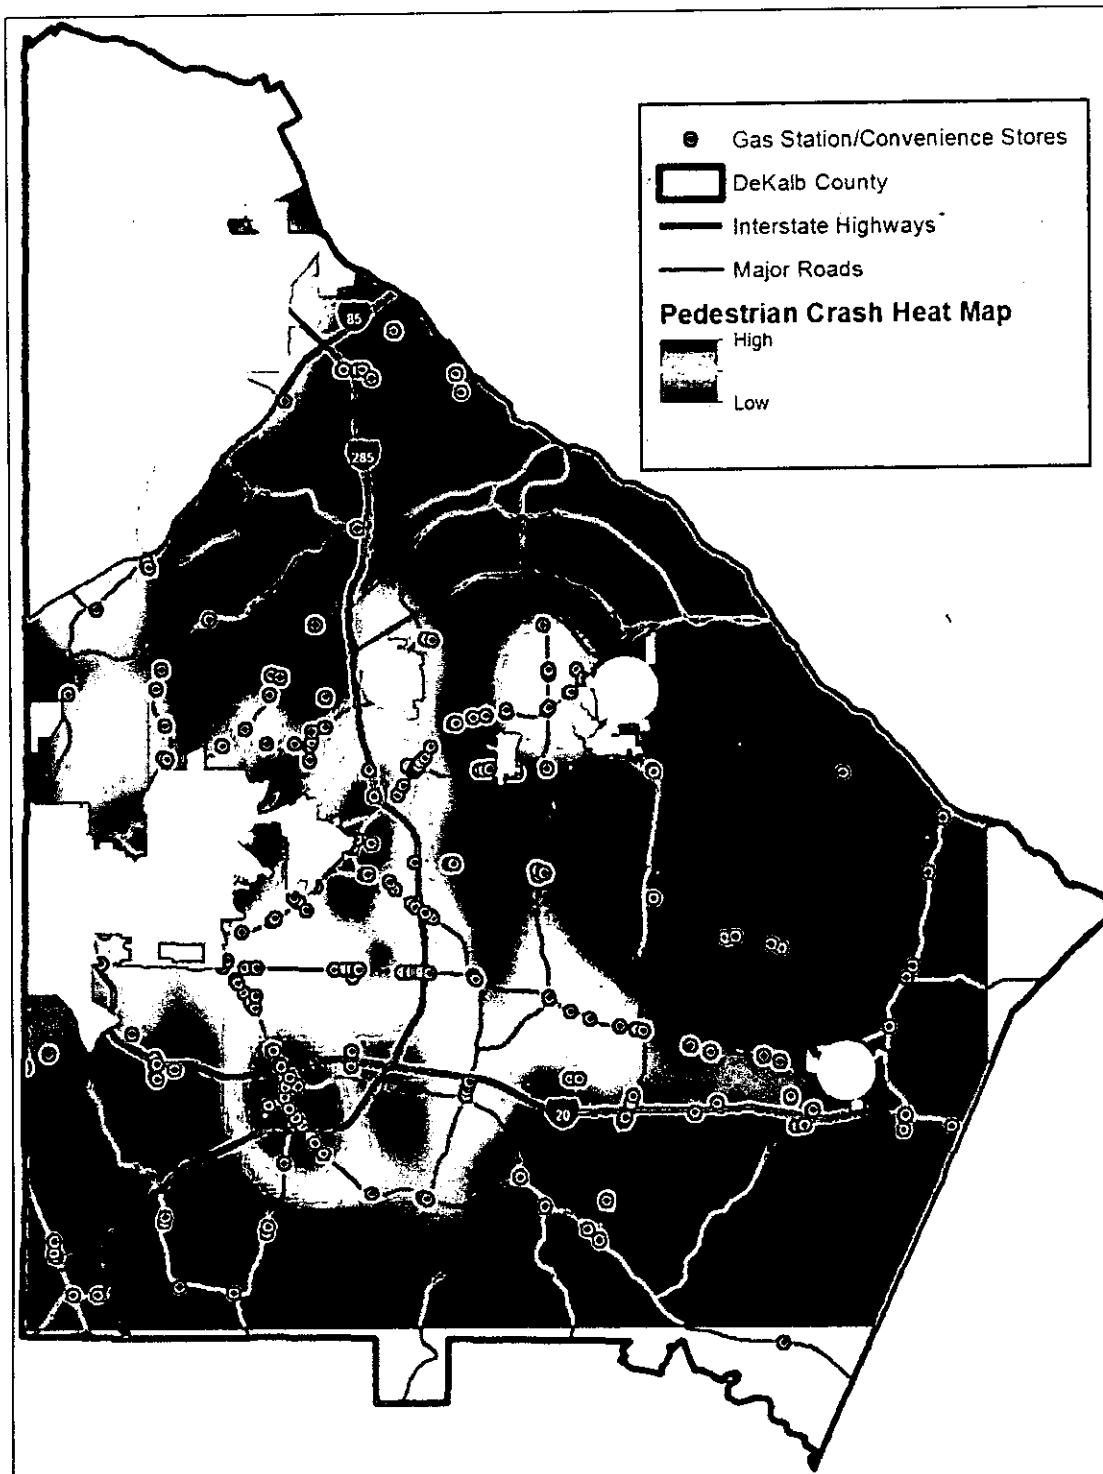 Gas Station/Convenience Stores
DeKalb County
Interstate Highways
Major Roads
Pedestrian Crash Heat Map
High
Low
85
285
20